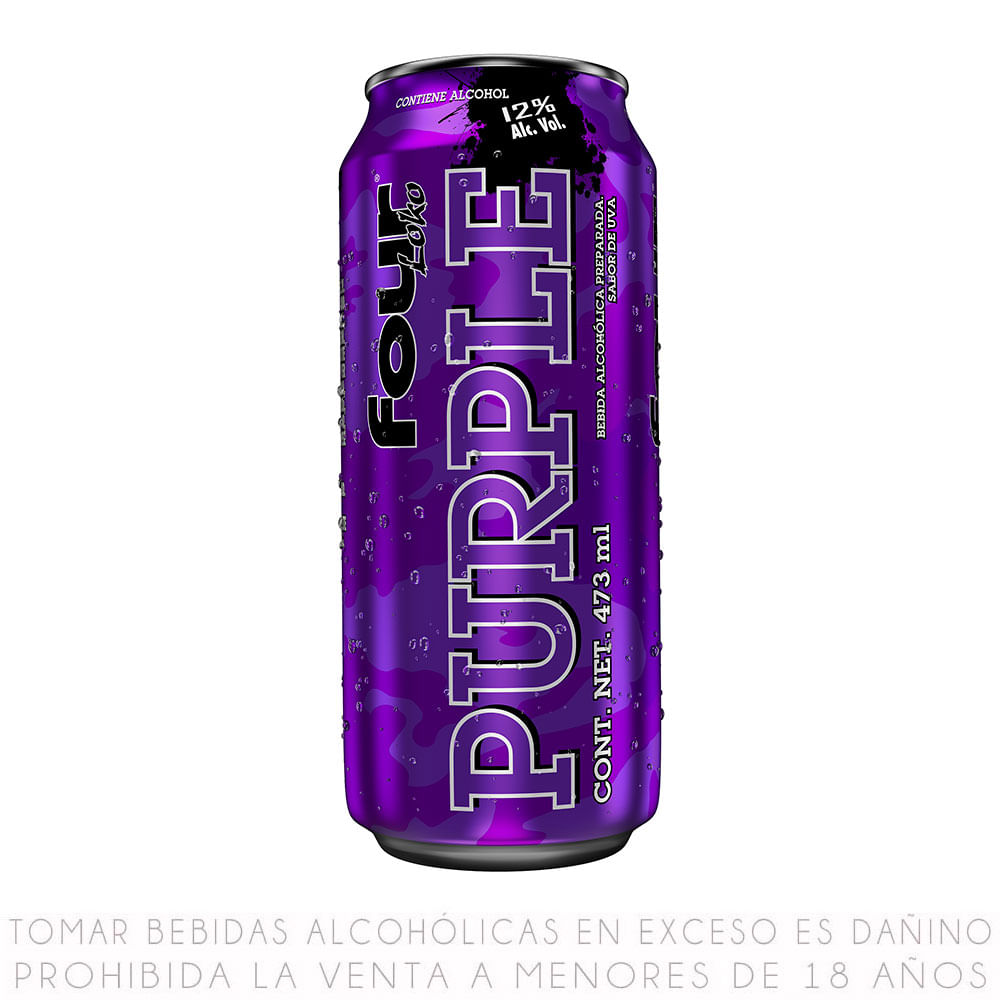 CONTIENE ALCOHOL
12%
Alc. Vol.
FOUR
Loko
PURPLE
BEBIDA ALCOHÓLICA PREPARADA.
SABOR DE UVA
CONT. NET. 473 ml
TOMAR BEBIDAS ALCOHÓLICAS EN EXCESO ES DAÑINO
PROHIBIDA LA VENTA A MENORES DE 18 AÑOS